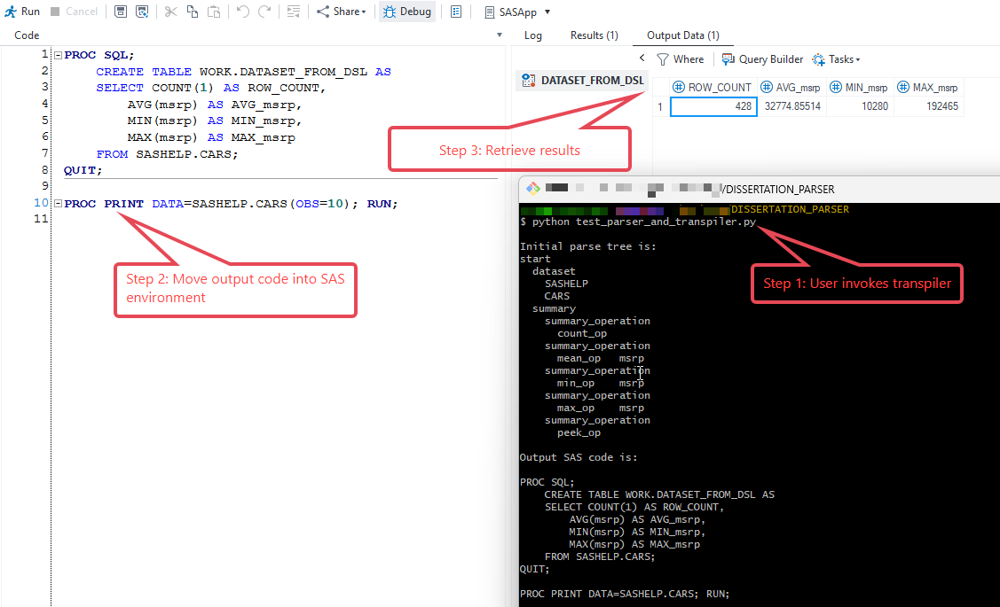 Run Cancel Share Debug SASApp
Code
Log Results (1) Output Data (1)
1 PROC SQL;
2 CREATE TABLE WORK.DATASET_FROM_DSL AS
3 SELECT COUNT(1) AS ROW_COUNT,
4 AVG(msrp) AS AVG_msrp,
5 MIN(msrp) AS MIN_msrp,
6 MAX(msrp) AS MAX_msrp
7 FROM SASHELP.CARS;
8 QUIT;
9
10 PROC PRINT DATA=SASHELP.CARS(OBS=10); RUN;
11
Step 2: Move output code into SAS
environment
Where Query Builder Tasks
DATASET_FROM_DSL
ROW_COUNT AVG_msrp MIN_msrp MAX_msrp
1 428 32774.85514 10280 192465
Step 3: Retrieve results
/DISSERTATION_PARSER
DISSERTATION_PARSER
$ python test_parser_and_transpiler.py
Step 1: User invokes transpiler
Initial parse tree is:
start
dataset
SASHELP
CARS
summary
summary_operation
count_op
summary_operation
mean_op msrp
summary_operation
min_op msrp
summary_operation
max_op msrp
summary_operation
peek_op
Output SAS code is:
PROC SQL;
CREATE TABLE WORK.DATASET_FROM_DSL AS
SELECT COUNT(1) AS ROW_COUNT,
AVG(msrp) AS AVG_msrp,
MIN(msrp) AS MIN_msrp,
MAX(msrp) AS MAX_msrp
FROM SASHELP.CARS;
QUIT;
PROC PRINT DATA=SASHELP.CARS; RUN;